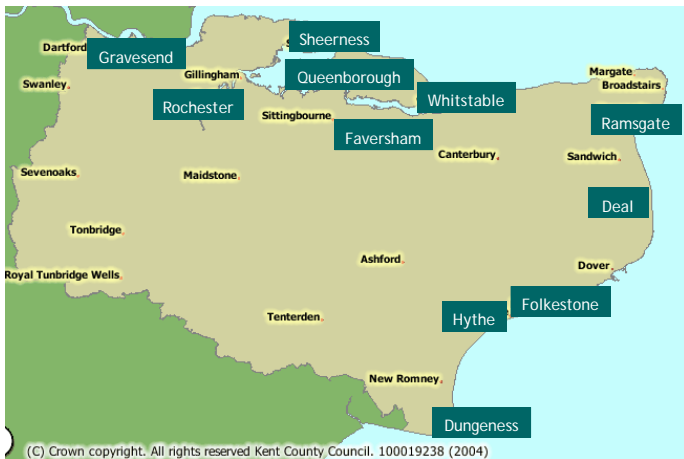 Sheerness
Dartford
Gravesend
Margate
Gillingham
Queenborough
Swanley
Broadstairs
Whitstable
Rochester
Sittingbourne
Ramsgate
Faversham
Canterbury
Sandwich
Sevenoaks
Maidstone
Deal
Tonbridge
Ashford
Dover
Royal Tunbridge Wells
Folkestone
Tenterden
Hythe
New Romney
Dungeness
(C) Crown copyright. All rights reserved Kent County Council. 100019238 (2004)